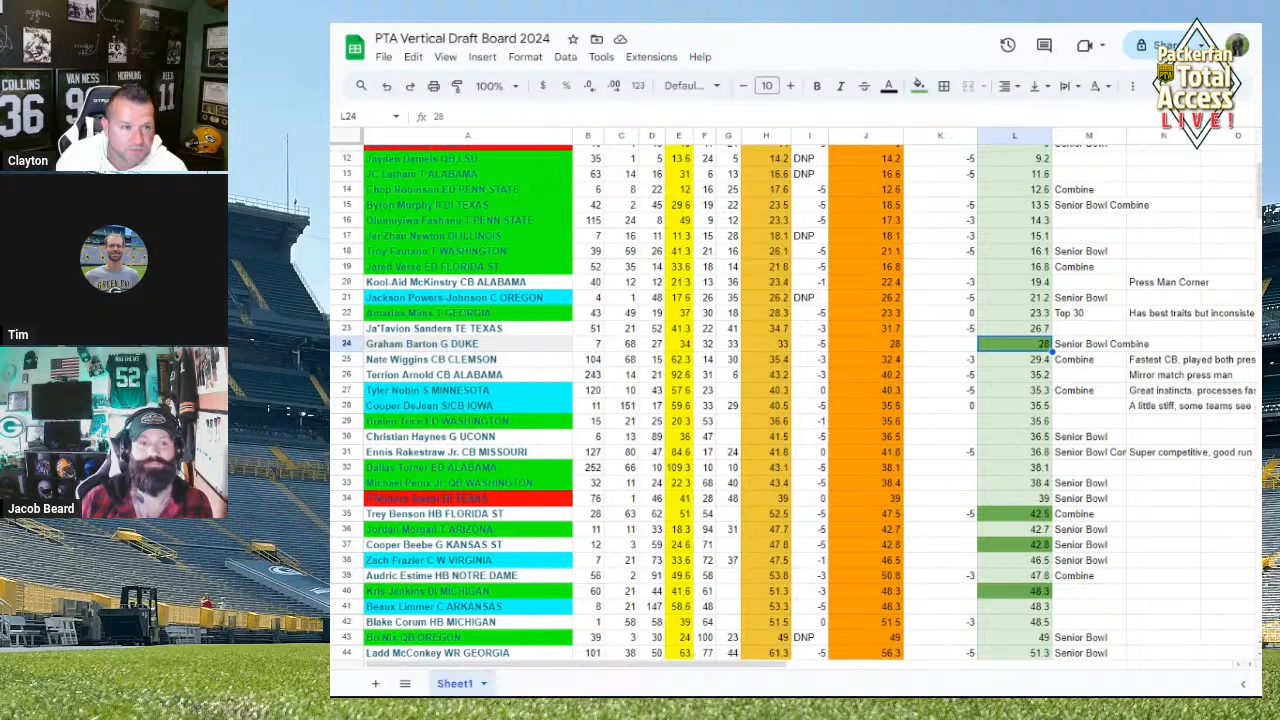 COLLINS
36
VAN NESS
HORNUNG
REED
11
Clayton
GREEN BAY
Tim
MATTHEWS
52
Jacob Beard
Packerfan
Total
Access
LIVE!
PTA Vertical Draft Board 2024
File Edit View Insert Format Data Tools Extensions Help
100% $ % .0 .00 123 Defaul... 10 B I A
L24 fx 28
A B C D E F G H I J K L M N O
12 Jayden Daniels QB LSU 35 1 5 13.6 24 5 14.2 DNP 14.2 -5 9.2
13 JC Latham T ALABAMA 63 14 16 31 6 13 16.6 DNP 16.6 -5 11.6
14 Chop Robinson ED PENN STATE 6 8 22 12 16 25 17.6 -5 12.6 12.6 Combine
15 Byron Murphy II DI TEXAS 42 2 45 29.6 19 22 23.5 -5 18.5 -5 13.5 Senior Bowl Combine
16 Olumuyiwa Fashanu T PENN STATE 115 24 8 49 9 12 23.3 -5 17.3 -3 14.3
17 Jer'Zhan Newton DI ILLINOIS 7 16 11 11.3 15 28 18.1 DNP 18.1 -3 15.1
18 Troy Fautanu T WASHINGTON 39 59 26 41.3 21 16 26.1 -5 21.1 -5 16.1 Senior Bowl
19 Jared Verse ED FLORIDA ST 52 35 14 33.6 18 14 21.8 -5 16.8 16.8 Combine
20 Kool-Aid McKinstry CB ALABAMA 40 12 12 21.3 13 36 23.4 -1 22.4 -3 19.4 Press Man Corner
21 Jackson Powers-Johnson C OREGON 4 1 48 17.6 26 35 26.2 DNP 26.2 -5 21.2 Senior Bowl
22 Amarius Mims T GEORGIA 13 49 49 37 30 18 28.3 -5 23.3 0 23.3 Top 30 Has best traits but inconsiste
23 Ja'Tavion Sanders TE TEXAS 51 21 52 41.3 22 41 34.7 -3 31.7 -5 26.7
24 Graham Barton G DUKE 7 68 27 34 32 33 33 -5 28 28 Senior Bowl Combine
25 Nate Wiggins CB CLEMSON 104 68 15 62.3 14 30 35.4 -3 32.4 -3 29.4 Combine Fastest CB, played both pres
26 Terrion Arnold CB ALABAMA 243 14 21 92.6 31 6 43.2 -3 40.2 -5 35.2 Mirror match press man
27 Tyler Nubin S MINNESOTA 120 10 43 57.6 23 40.3 0 40.3 -5 35.3 Combine Great instincts, processes fas
28 Cooper DeJean S/CB IOWA 11 151 17 59.6 33 29 40.5 -5 35.5 0 35.5 A little stiff, some teams see
29 Bralen Trice ED WASHINGTON 15 21 25 20.3 53 36.6 -1 35.6 35.6
30 Christian Haynes G UCONN 6 13 89 36 47 41.5 -5 36.5 36.5 Senior Bowl
31 Ennis Rakestraw Jr. CB MISSOURI 127 80 47 84.6 17 24 41.8 0 41.8 -5 36.8 Senior Bowl Cor Super competitive, good run
32 Dallas Turner ED ALABAMA 252 66 10 109.3 10 10 43.1 -5 38.1 38.1
33 Michael Penix Jr. QB WASHINGTON 32 11 24 22.3 68 40 43.4 -5 38.4 38.4 Senior Bowl
34 T'Vondre Sweat DI TEXAS 76 1 46 41 28 48 39 0 39 39 Senior Bowl
35 Trey Benson HB FLORIDA ST 28 63 62 51 54 52.5 -5 47.5 -5 42.5 Combine
36 Jordan Morgan T ARIZONA 11 11 33 18.3 94 31 47.7 -5 42.7 42.7 Senior Bowl
37 Cooper Beebe G KANSAS ST 12 3 59 24.6 71 47.8 -5 42.8 42.8 Senior Bowl
38 Zach Frazier C W VIRGINIA 7 21 73 33.6 72 37 47.5 -1 46.5 46.5 Senior Bowl
39 Audric Estime HB NOTRE DAME 56 2 91 49.6 58 53.8 -3 50.8 -3 47.8 Combine
40 Kris Jenkins DI MICHIGAN 60 21 44 41.6 61 51.3 -3 48.3 48.3
41 Beaux Limmer C ARKANSAS 8 21 147 58.6 48 53.3 -5 48.3 48.3
42 Blake Corum HB MICHIGAN 1 58 58 39 64 51.5 0 51.5 -3 48.5
43 Bo Nix QB OREGON 39 3 30 24 100 23 49 DNP 49 49 Senior Bowl
44 Ladd McConkey WR GEORGIA 101 38 50 63 77 44 61.3 -5 56.3 -5 51.3 Senior Bowl
Sheet1